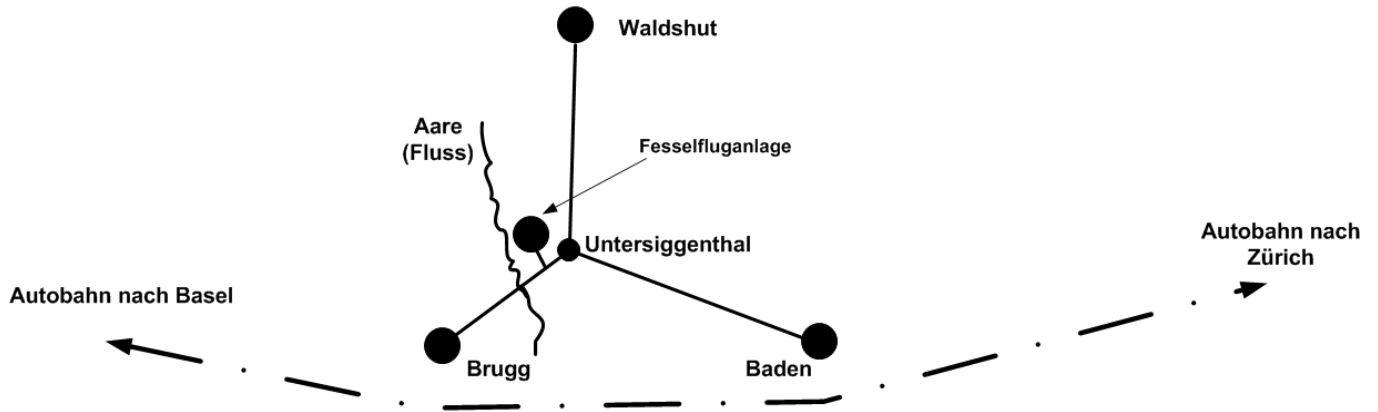 Waldshut
Aare
(Fluss)
Fesselfluganlage
Untersiggenthal
Autobahn nach
Zürich
Autobahn nach Basel
Brugg
Baden